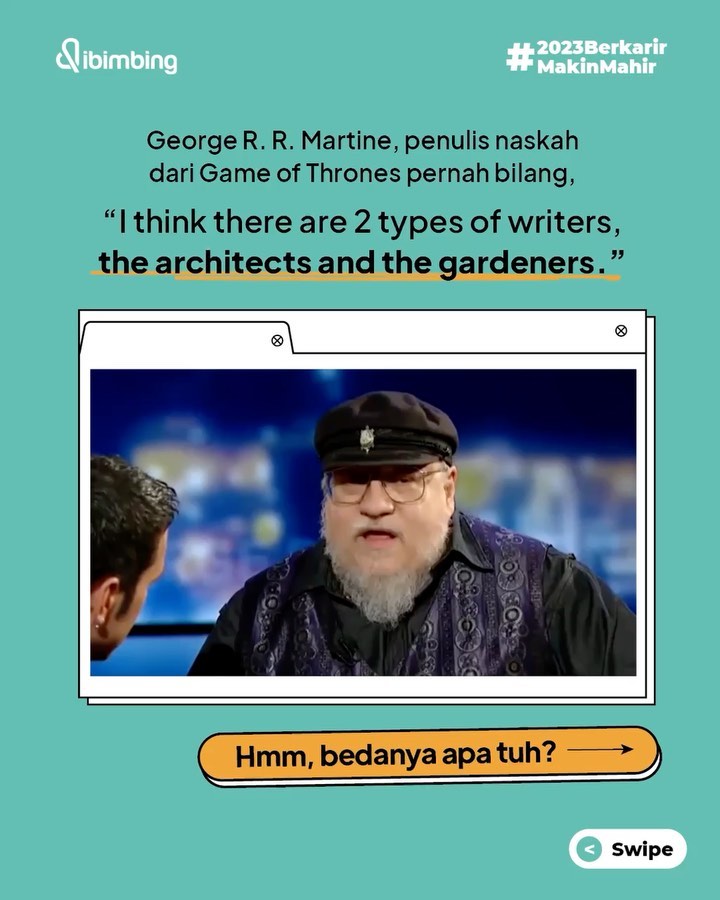 dibimbing
#2023Berkarir
MakinMahir
George R. R. Martine, penulis naskah
dari Game of Thrones pernah bilang,
“I think there are 2 types of writers,
the architects and the gardeners.”
Hmm, bedanya apa tuh?
< Swipe